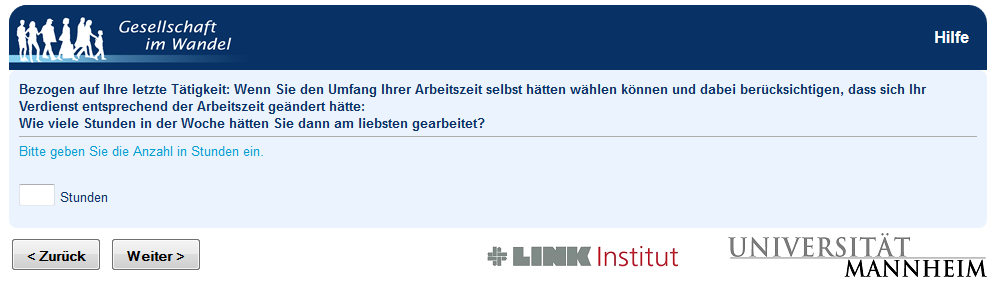 Gesellschaft
im Wandel
Hilfe
Bezogen auf Ihre letzte Tätigkeit: Wenn Sie den Umfang Ihrer Arbeitszeit selbst hätten wählen können und dabei berücksichtigen, dass sich Ihr
Verdienst entsprechend der Arbeitszeit geändert hätte:
Wie viele Stunden in der Woche hätten Sie dann am liebsten gearbeitet?
Bitte geben Sie die Anzahl in Stunden ein.
Stunden
< Zurück
Weiter >
LINK Institut
UNIVERSITÄT
MANNHEIM